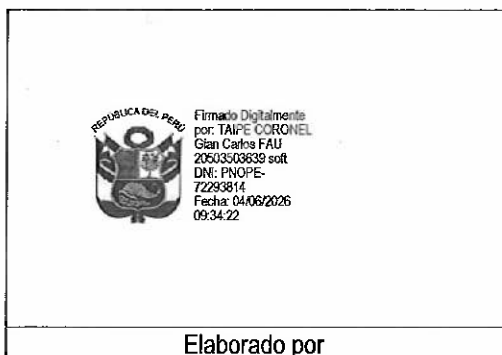 REPUBLICA DEL PERÚ
Firmado Digitalmente
por: TAIPE CORONEL
Gian Carlos FAU
20503503639 soft
DNI: PNOPE-
72293814
Fecha: 04/06/2026
09:34:22
Elaborado por